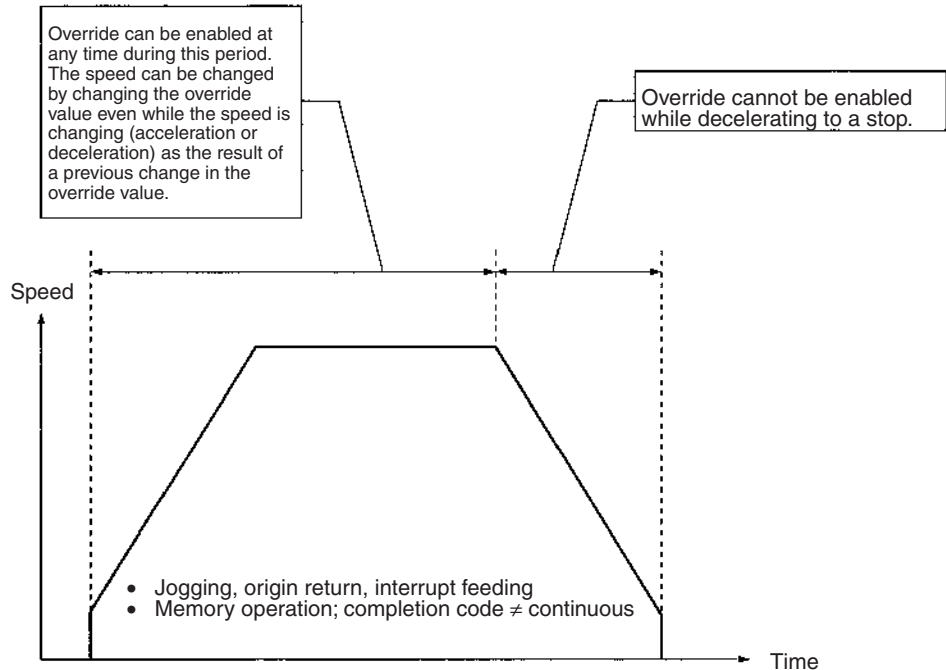 Override can be enabled at
any time during this period.
The speed can be changed
by changing the override
value even while the speed is
changing (acceleration or
deceleration) as the result of
a previous change in the
override value.
Override cannot be enabled
while decelerating to a stop.
Speed
• Jogging, origin return, interrupt feeding
• Memory operation; completion code ≠ continuous
Time